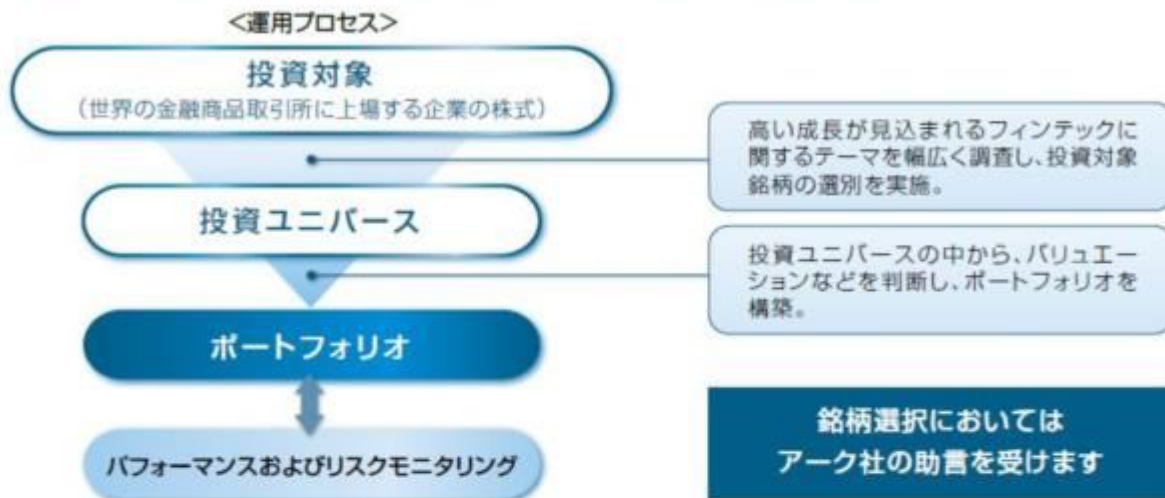 <運用プロセス>
投資対象
(世界の金融商品取引所に上場する企業の株式)
高い成長が見込まれるフィンテックに
関するテーマを幅広く調査し、投資対象
銘柄の選別を実施。
投資ユニバース
投資ユニバースの中から、バリュエー
ションなどを判断し、ポートフォリオを
構築。
ポートフォリオ
パフォーマンスおよびリスクモニタリング
銘柄選択においては
アーク社の助言を受けます